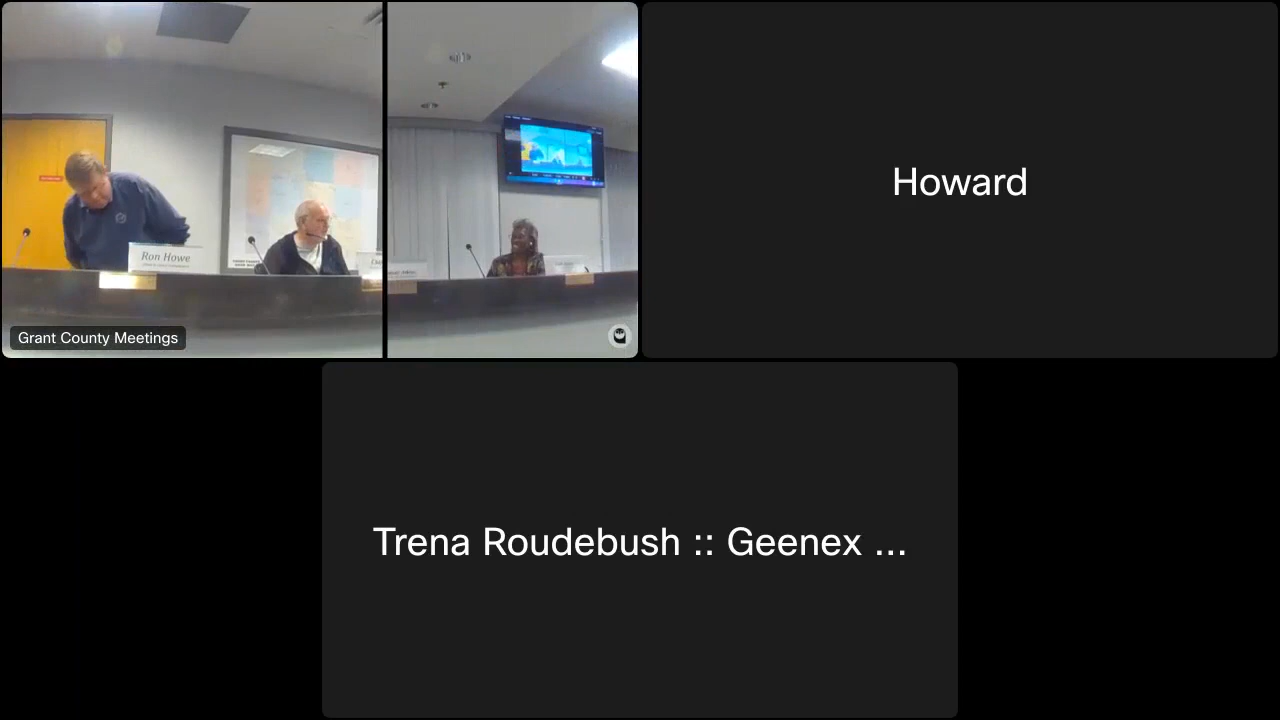 Ron Howe
Grant County Meetings
Howard
Trena Roudebush :: Geenex ...